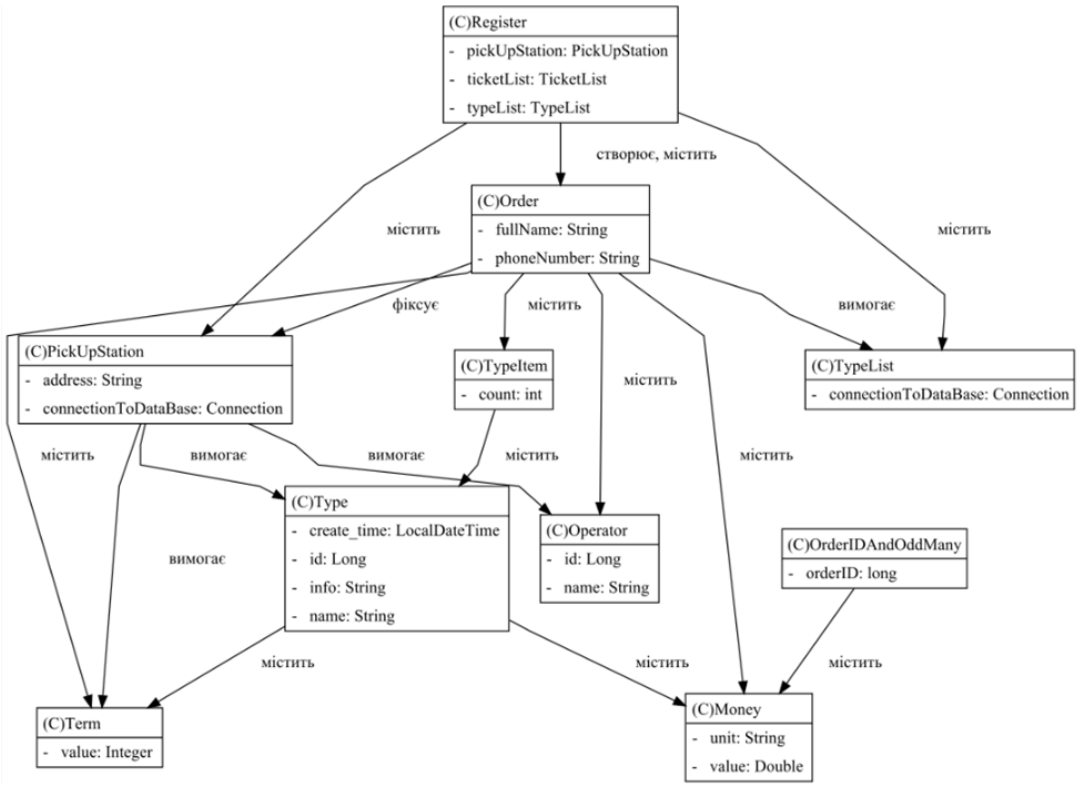 (C)Register
- pickUpStation: PickUpStation
- ticketList: TicketList
- typeList: TypeList
створює, містить
(C)Order
- fullName: String
- phoneNumber: String
містить
містить
фіксує
містить
вимогає
(C)PickUpStation
- address: String
- connectionToDataBase: Connection
(C)TypeItem
- count: int
містить
(C)TypeList
- connectionToDataBase: Connection
містить
вимогає
вимогає
містить
містить
(C)Type
- create_time: LocalDateTime
- id: Long
- info: String
- name: String
(C)Operator
- id: Long
- name: String
(C)OrderIDAndOddMany
- orderID: long
вимогає
містить
містить
містить
(C)Term
- value: Integer
(C)Money
- unit: String
- value: Double